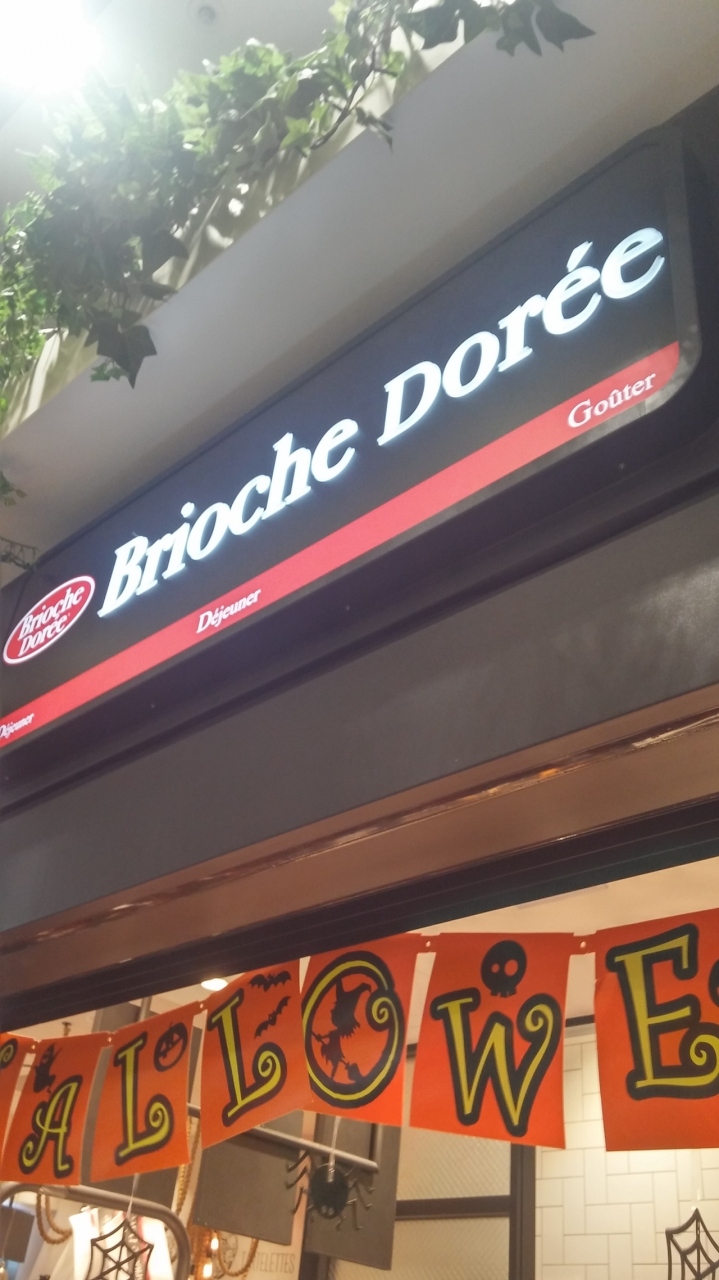 Brioche Dorée
Brioche
Dorée
Déjeuner
Déjeuner
Goûter
ALLOWE